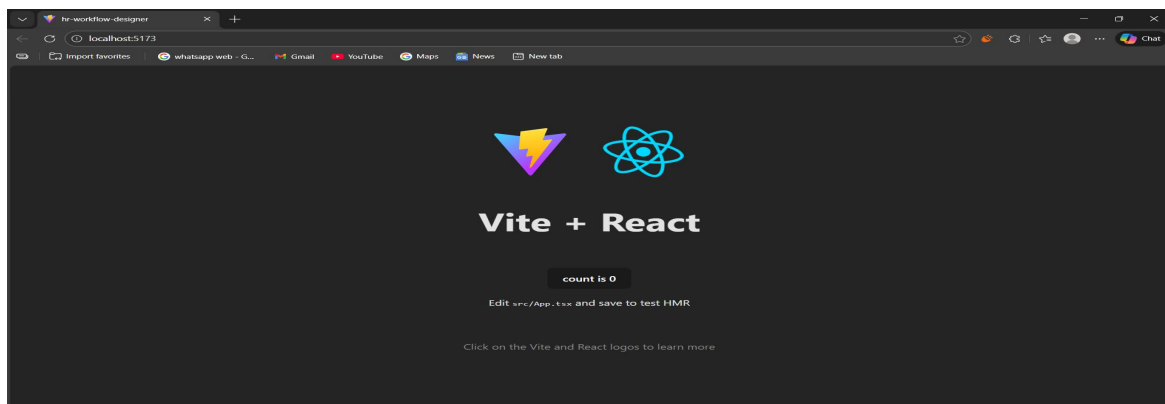 hr-workflow-designer
localhost:5173
Chat
Import favorites whatsapp web - G... Gmail YouTube Maps News New tab
Vite + React
count is 0
Edit src/App.tsx and save to test HMR
Click on the Vite and React logos to learn more